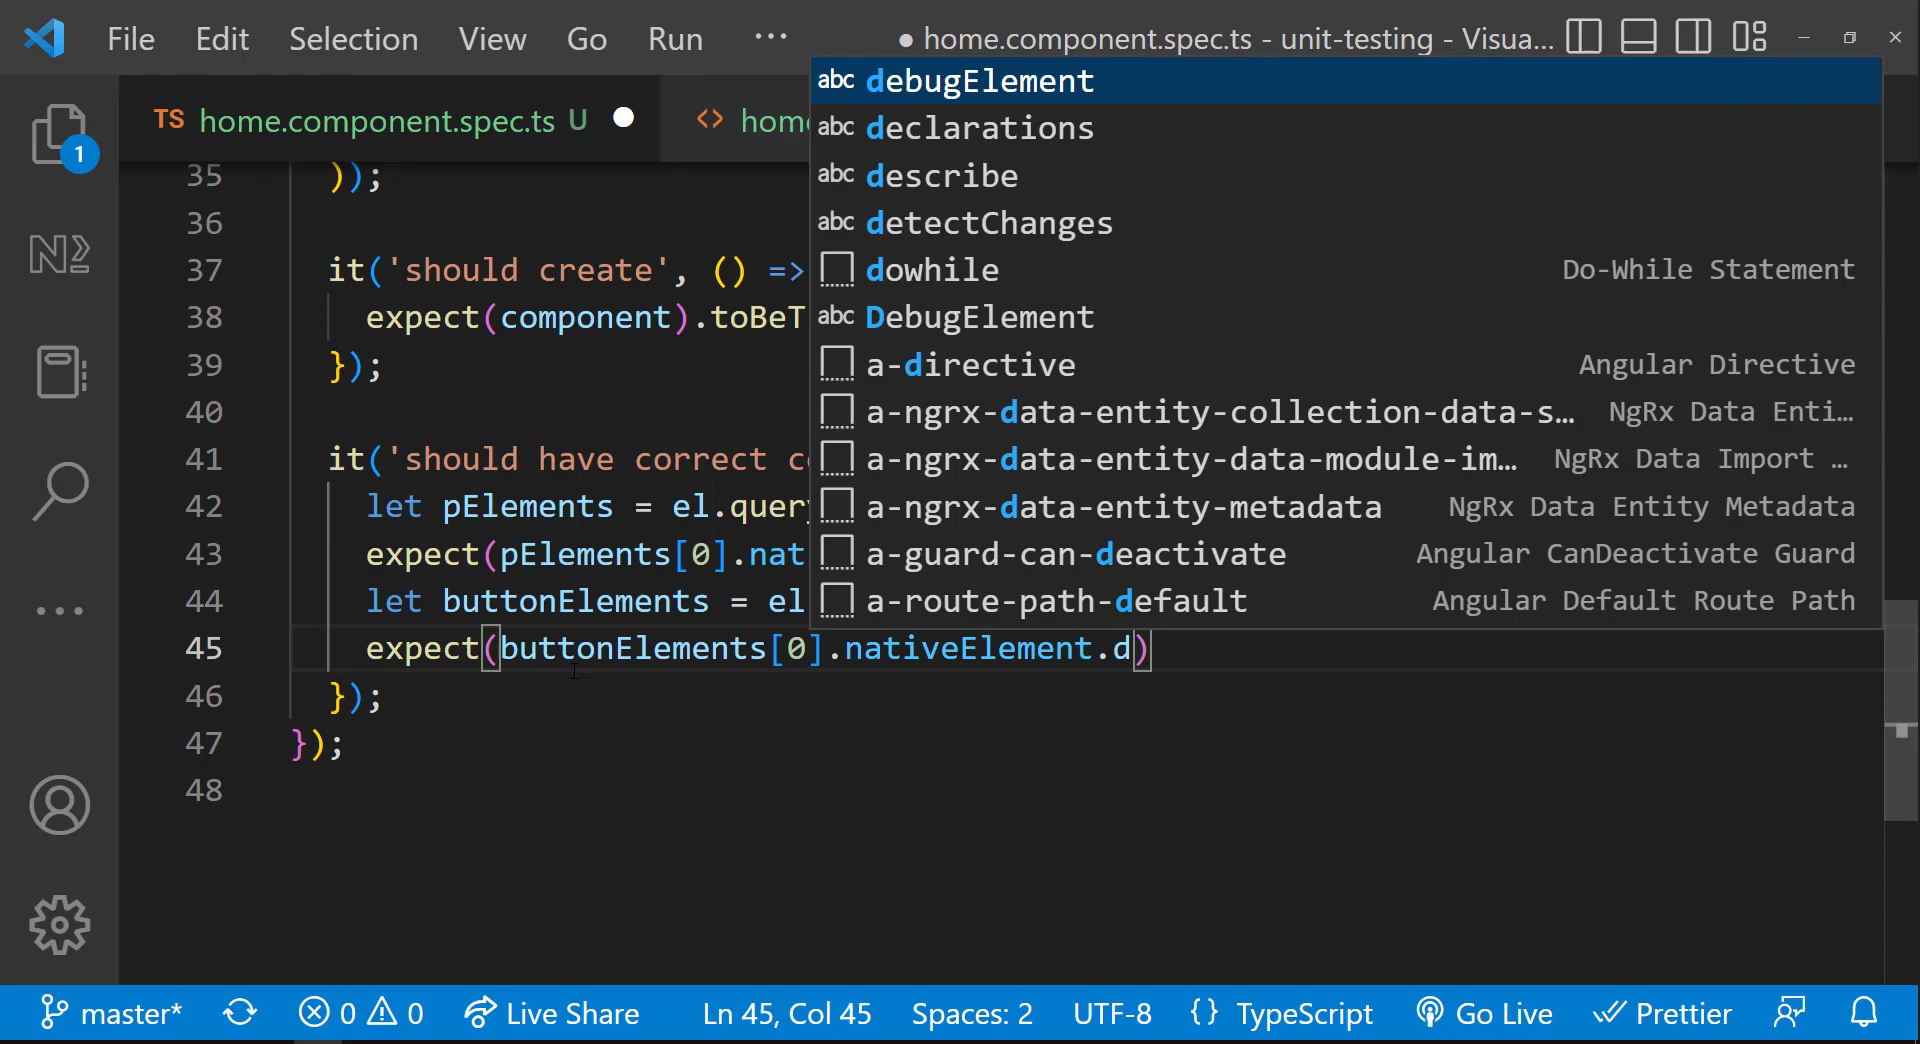 File Edit Selection View Go Run ··· ● home.component.spec.ts - unit-testing - Visua...
TS home.component.spec.ts U ● <> hom
1
abc debugElement
abc declarations
abc describe
abc detectChanges
dowhile Do-While Statement
abc DebugElement
a-directive Angular Directive
a-ngrx-data-entity-collection-data-s… NgRx Data Enti…
a-ngrx-data-entity-data-module-im… NgRx Data Import …
a-ngrx-data-entity-metadata NgRx Data Entity Metadata
a-guard-can-deactivate Angular CanDeactivate Guard
a-route-path-default Angular Default Route Path
35 ));
36
37 it('should create', () =>
38 expect(component).toBeT
39 });
40
41 it('should have correct c
42 let pElements = el.query
43 expect(pElements[0].nat
44 let buttonElements = el
45 expect(buttonElements[0].nativeElement.d)
46 });
47 });
48
master* 0 0 Live Share Ln 45, Col 45 Spaces: 2 UTF-8 {} TypeScript Go Live Prettier